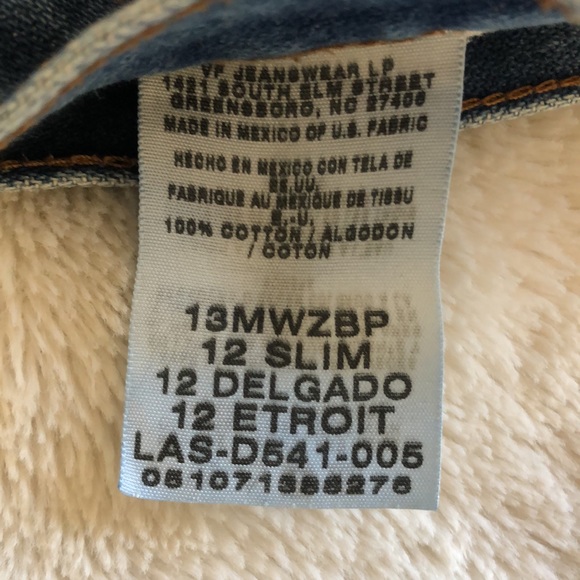 VF JEANSWEAR LP
1421 SOUTH ELM STREET
GREENSBORO, NC 27406
MADE IN MEXICO OF U.S. FABRIC
HECHO EN MEXICO CON TELA DE
EE.UU.
FABRIQUE AU MEXIQUE DE TISSU
E.-U.
100% COTTON / ALGODON
/ COTON
13MWZBP
12 SLIM
12 DELGADO
12 ETROIT
LAS-D541-005